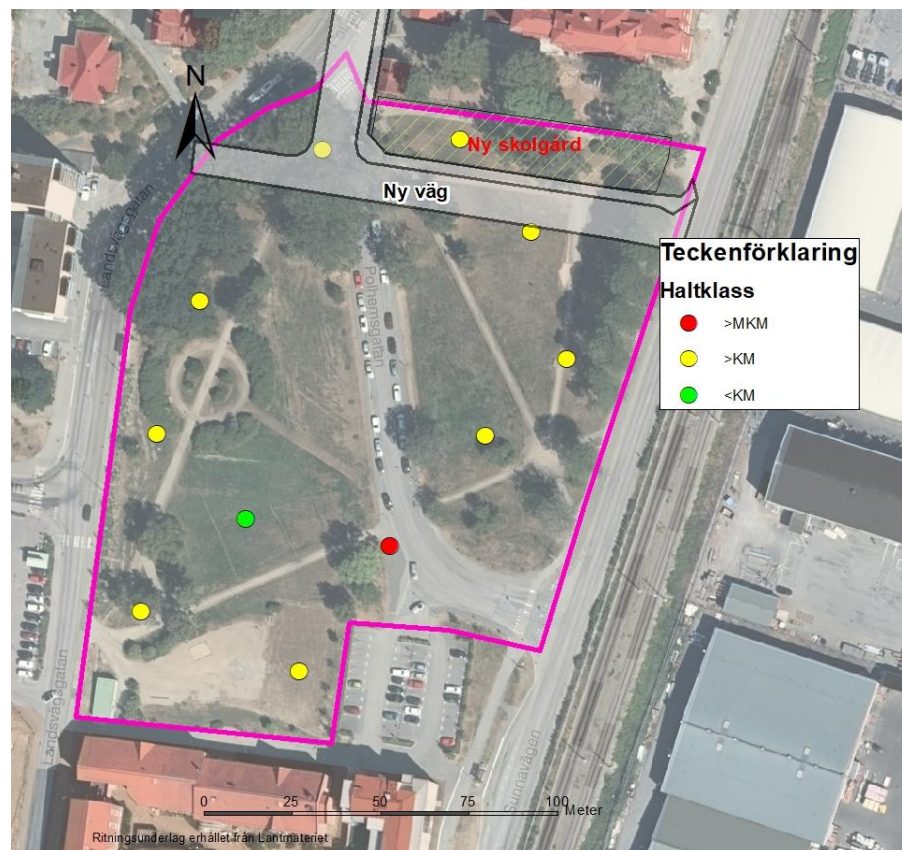 N
Ny skolgård
Ny väg
Landsvägsgatan
Polhemsgatan
Teckenförklaring
Haltklass
>MKM
>KM
<KM
Landsvägsgatan
Sunnavägen
0 25 50 75 100
Meter
Ritningsunderlag erhållet från Lantmäteriet